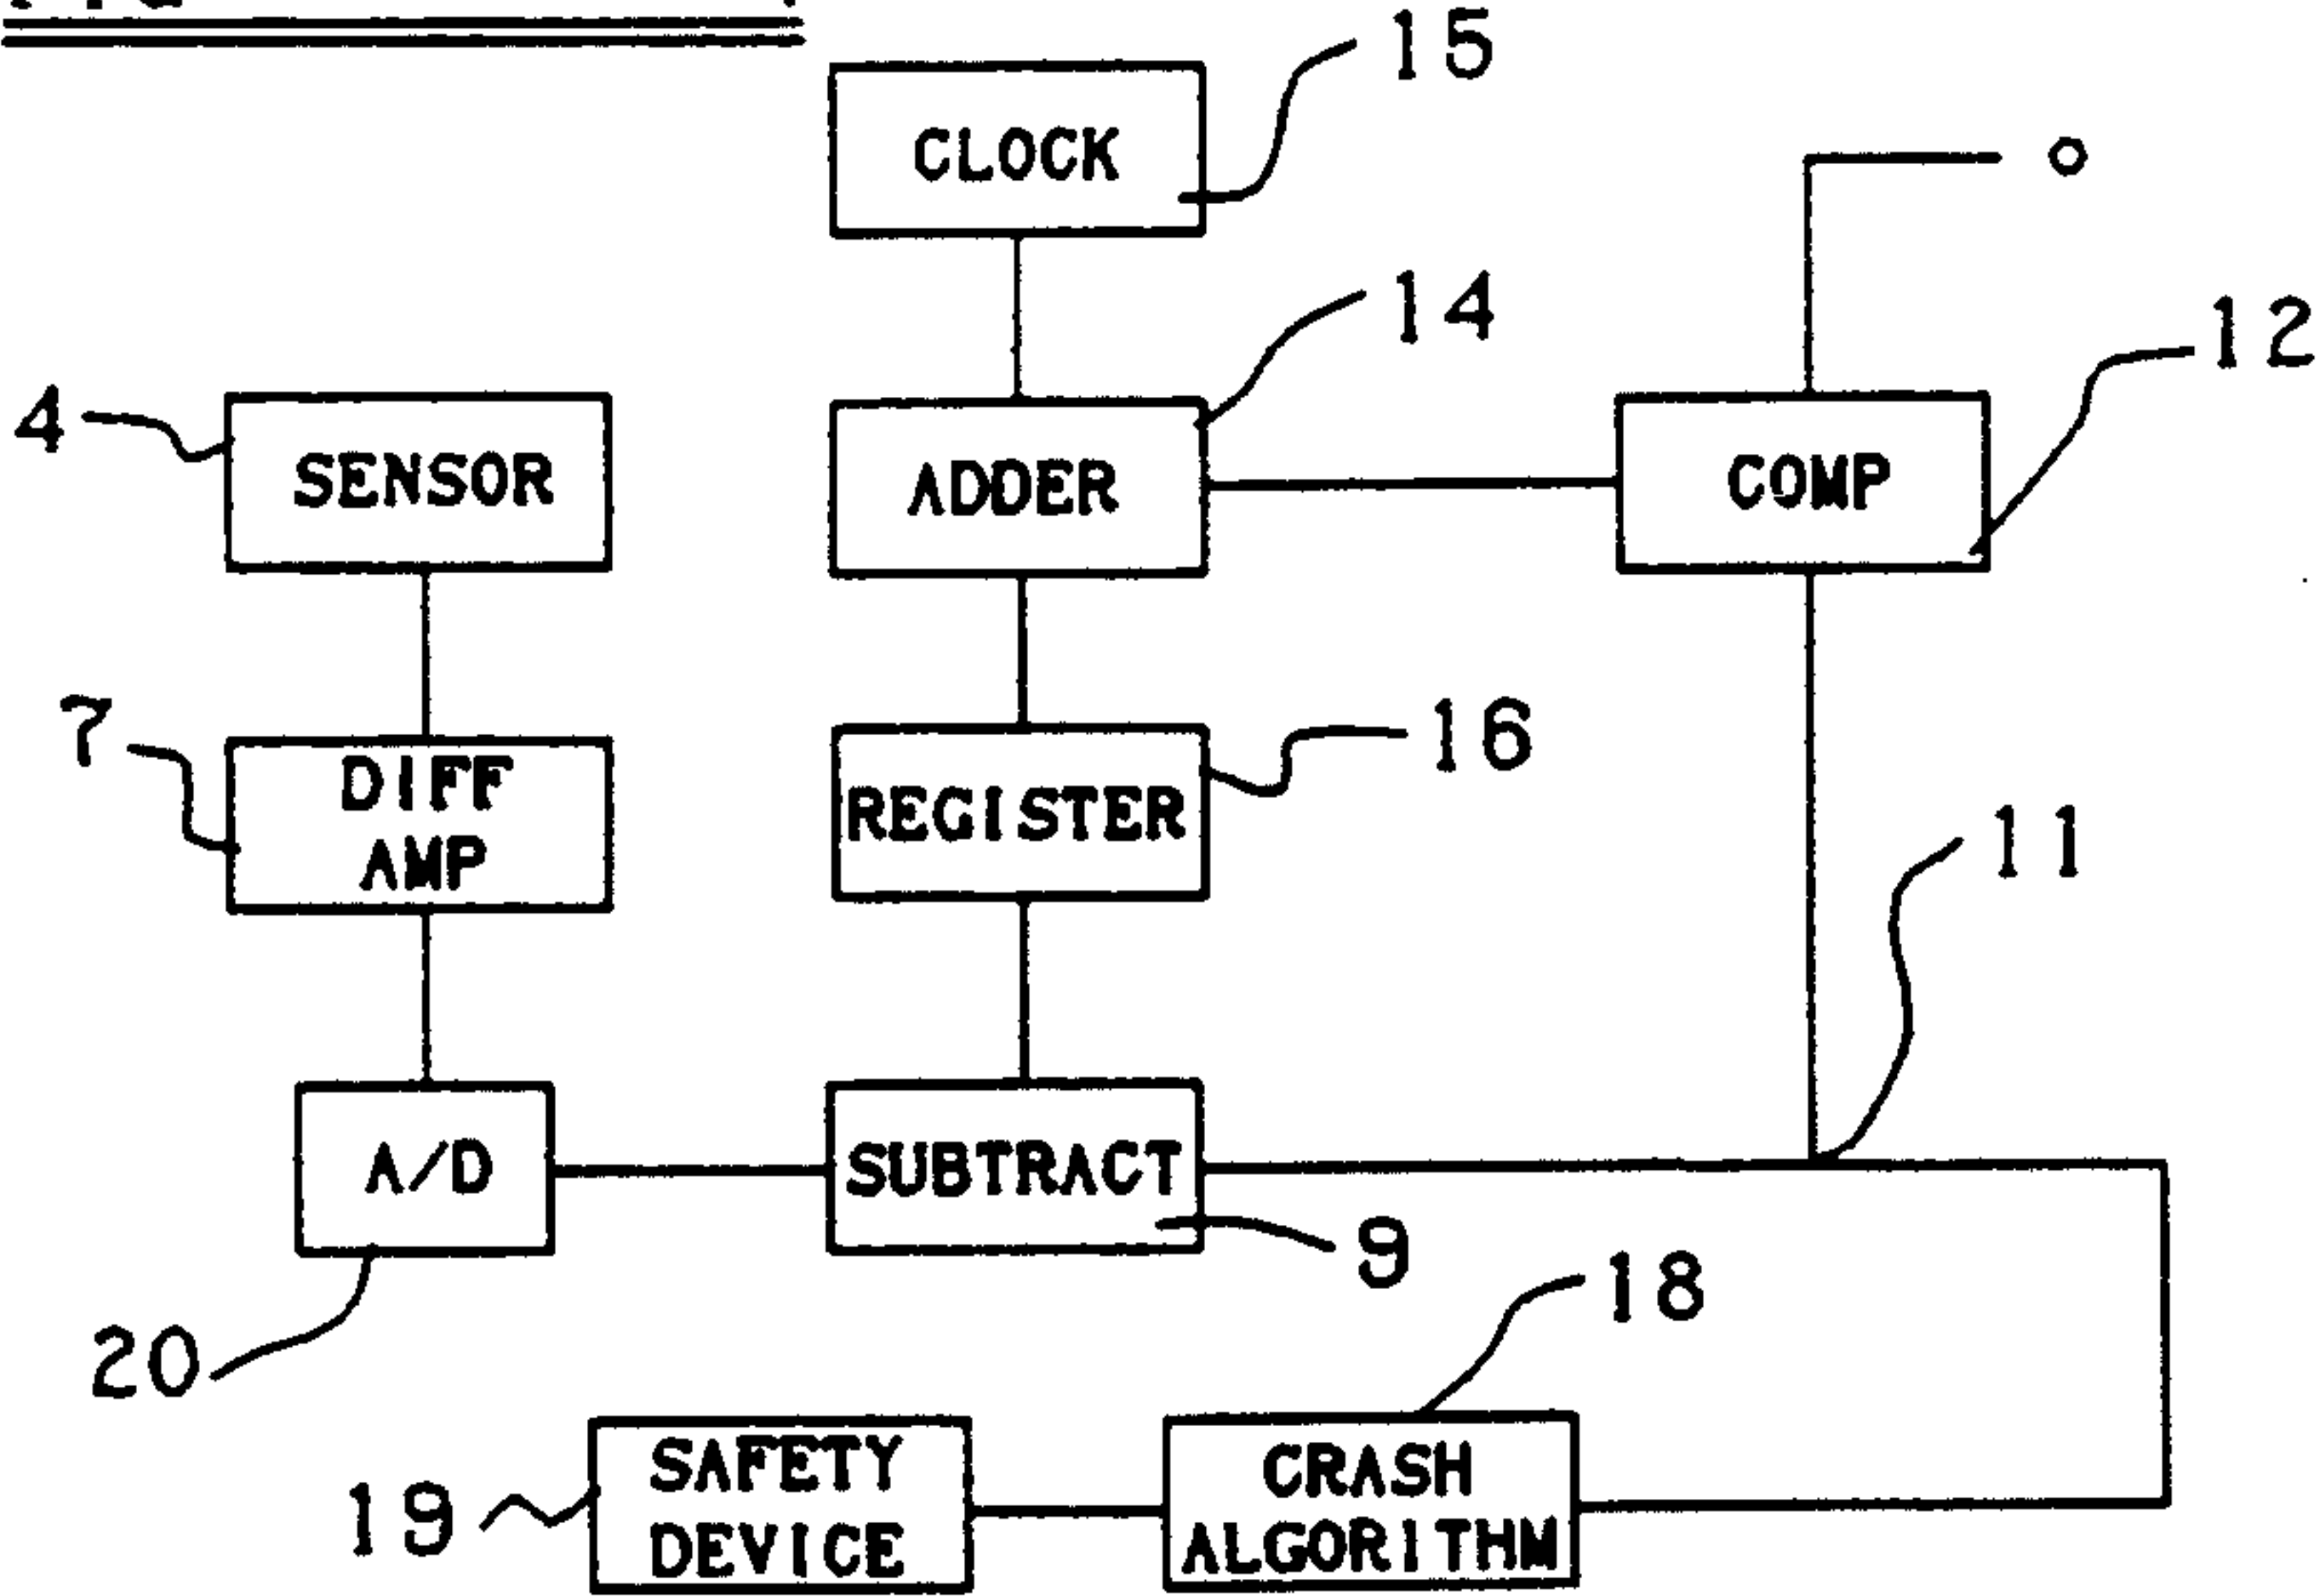 15
CLOCK
o
14
12
4
SENSOR
ADDER
COMP
7
DIFF
AMP
16
REGISTER
11
A/D
SUBTRACT
9
18
20
SAFETY
DEVICE
19
CRASH
ALGORITHM